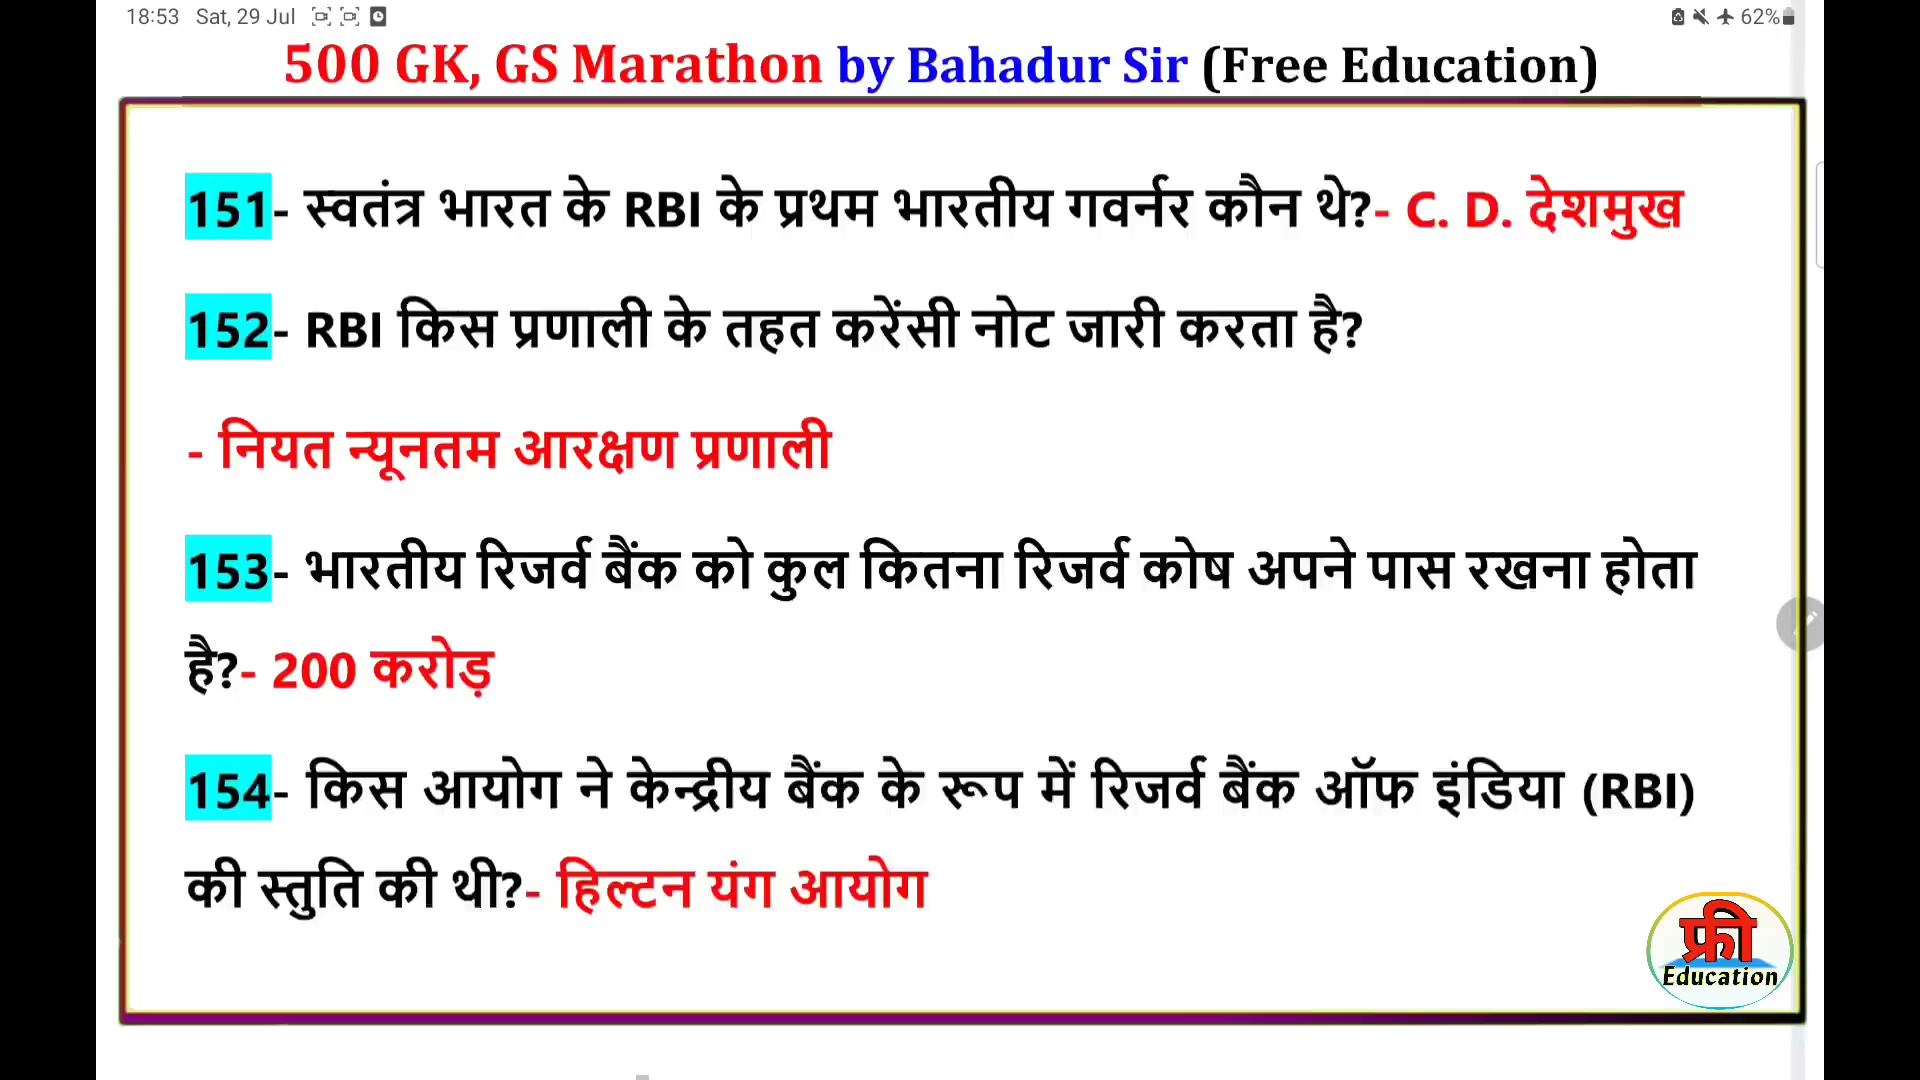 18:53 Sat, 29 Jul 62%
500 GK, GS Marathon by Bahadur Sir (Free Education)
151- स्वतंत्र भारत के RBI के प्रथम भारतीय गवर्नर कौन थे?- C. D. देशमुख
152- RBI किस प्रणाली के तहत करेंसी नोट जारी करता है?
- नियत न्यूनतम आरक्षण प्रणाली
153- भारतीय रिजर्व बैंक को कुल कितना रिजर्व कोष अपने पास रखना होता
है?- 200 करोड़
154- किस आयोग ने केन्द्रीय बैंक के रूप में रिजर्व बैंक ऑफ इंडिया (RBI)
की स्तुति की थी?- हिल्टन यंग आयोग
फ्री
Education